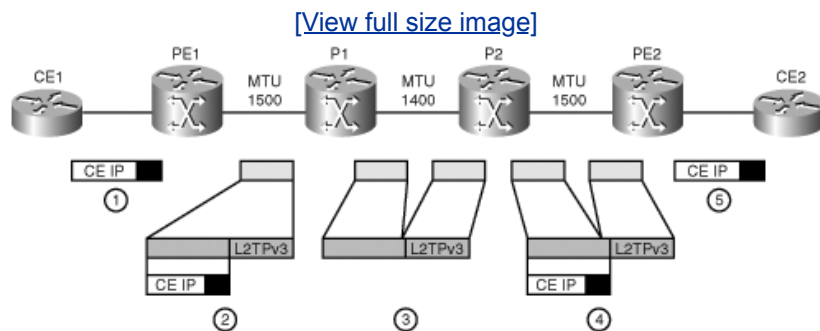 [View full size image]
CE1
PE1
MTU
1500
P1
MTU
1400
P2
MTU
1500
PE2
CE2
CE IP
1
L2TPv3
CE IP
2
L2TPv3
3
L2TPv3
CE IP
4
CE IP
5